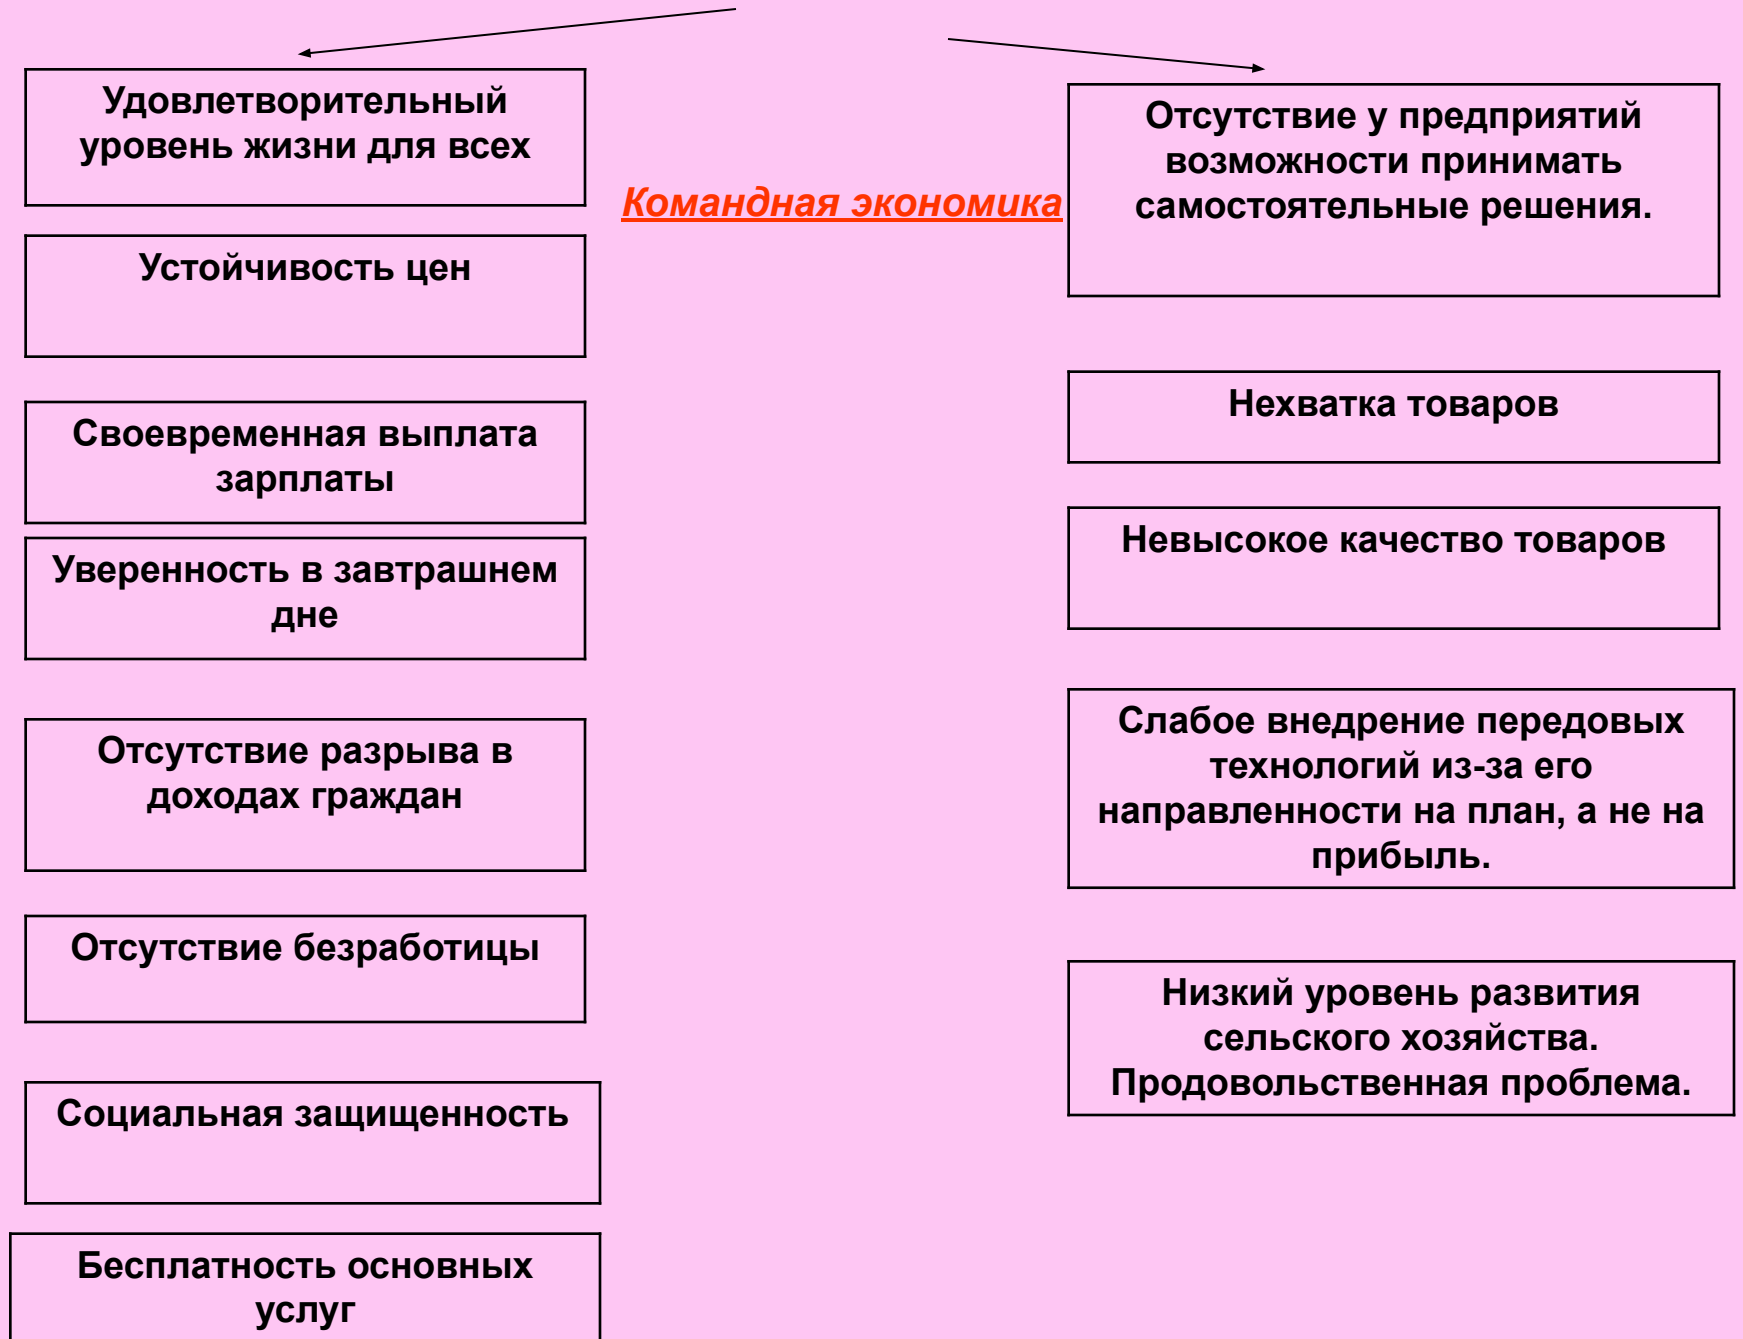 Удовлетворительный
уровень жизни для всех
Устойчивость цен
Своевременная выплата
зарплаты
Уверенность в завтрашнем
дне
Отсутствие разрыва в
доходах граждан
Отсутствие безработицы
Социальная защищенность
Бесплатность основных
услуг
Командная экономика
Отсутствие у предприятий
возможности принимать
самостоятельные решения.
Нехватка товаров
Невысокое качество товаров
Слабое внедрение передовых
технологий из-за его
направленности на план, а не на
прибыль.
Низкий уровень развития
сельского хозяйства.
Продовольственная проблема.